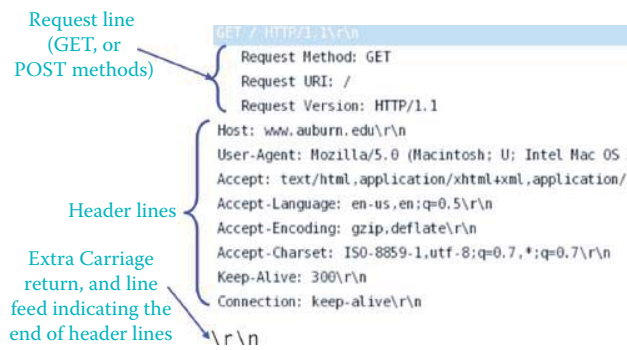 Request line
(GET, or
POST methods)
GET / HTTP/1.1\r\n
Request Method: GET
Request URI: /
Request Version: HTTP/1.1
Header lines
Host: www.auburn.edu\r\n
User-Agent: Mozilla/5.0 (Macintosh; U; Intel Mac OS
Accept: text/html,application/xhtml+xml,application/
Accept-Language: en-us,en;q=0.5\r\n
Accept-Encoding: gzip,deflate\r\n
Accept-Charset: ISO-8859-1,utf-8;q=0.7,*;q=0.7\r\n
Keep-Alive: 300\r\n
Connection: keep-alive\r\n
Extra Carriage
return, and line
feed indicating the
end of header lines
\r\n